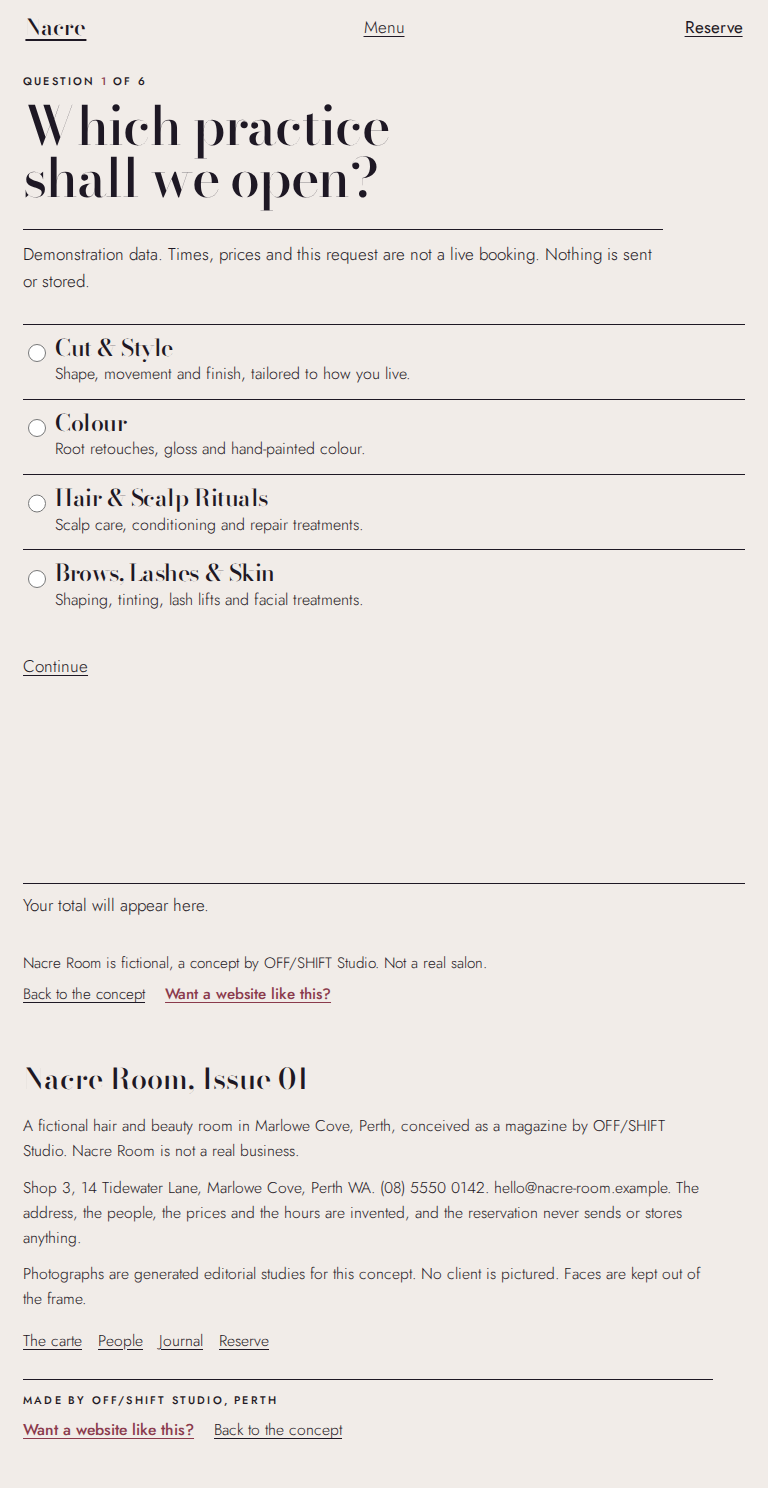 Nacre
Menu
Reserve
QUESTION 1 OF 6
Which practice
shall we open?
Demonstration data. Times, prices and this request are not a live booking. Nothing is sent
or stored.
Cut & Style
Shape, movement and finish, tailored to how you live.
Colour
Root retouches, gloss and hand-painted colour.
Hair & Scalp Rituals
Scalp care, conditioning and repair treatments.
Brows, Lashes & Skin
Shaping, tinting, lash lifts and facial treatments.
Continue
Your total will appear here.
Nacre Room is fictional, a concept by OFF/SHIFT Studio. Not a real salon.
Back to the concept Want a website like this?
Nacre Room, Issue 01
A fictional hair and beauty room in Marlowe Cove, Perth, conceived as a magazine by OFF/SHIFT
Studio. Nacre Room is not a real business.
Shop 3, 14 Tidewater Lane, Marlowe Cove, Perth WA. (08) 5550 0142. hello@nacre-room.example. The
address, the people, the prices and the hours are invented, and the reservation never sends or stores
anything.
Photographs are generated editorial studies for this concept. No client is pictured. Faces are kept out of
the frame.
The carte People Journal Reserve
MADE BY OFF/SHIFT STUDIO, PERTH
Want a website like this? Back to the concept